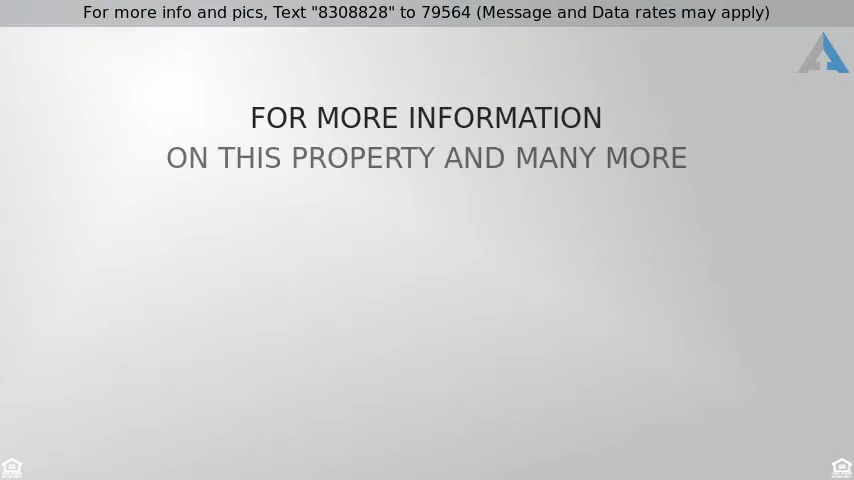 For more info and pics, Text "8308828" to 79564 (Message and Data rates may apply)
FOR MORE INFORMATION
ON THIS PROPERTY AND MANY MORE